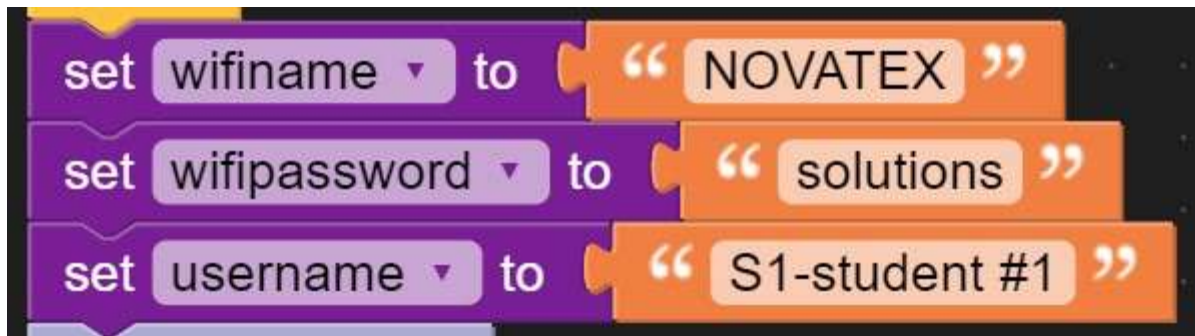 set wifiname to “ NOVATEX ”
set wifipassword to “ solutions ”
set username to “ S1-student #1 ”